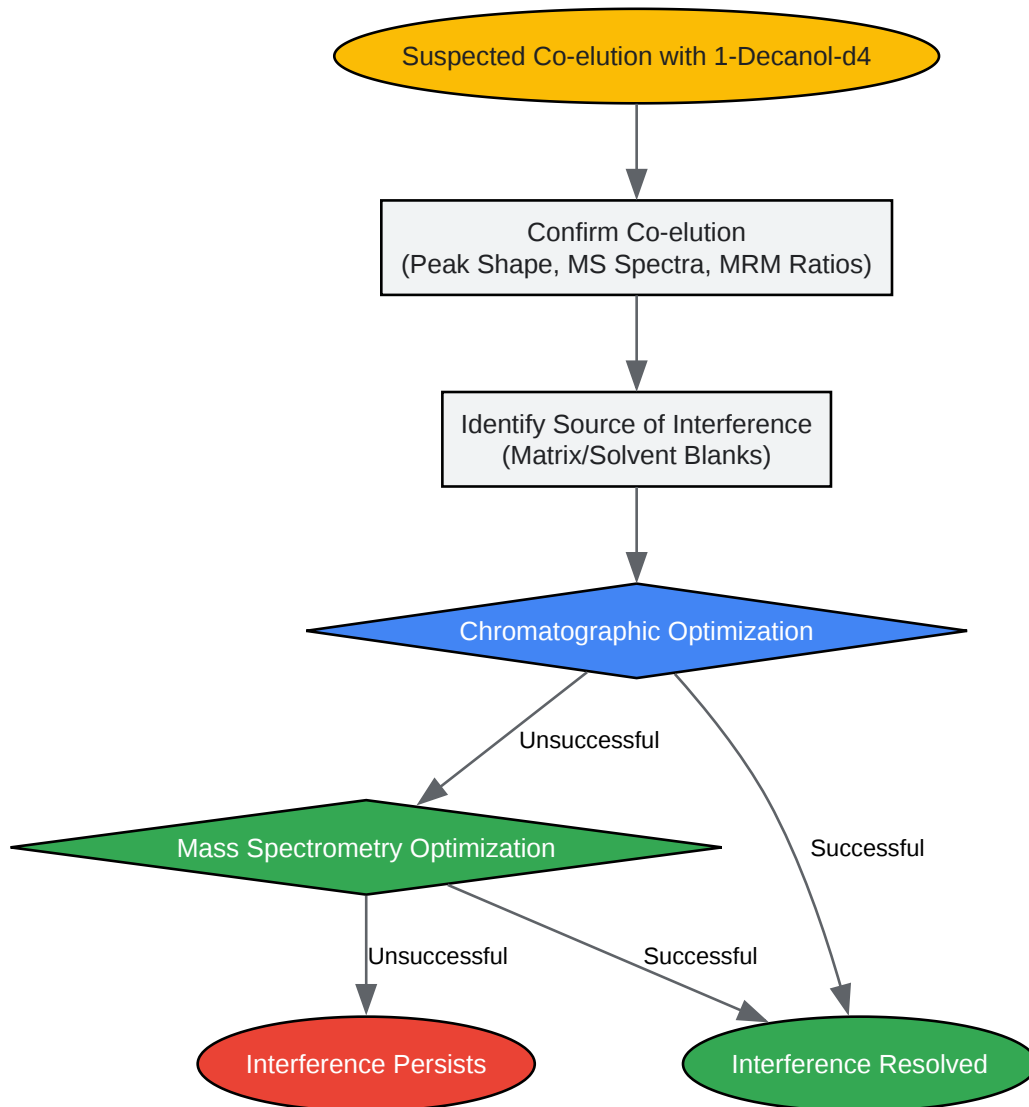 Suspected Co-elution with 1-Decanol-d4
Confirm Co-elution
(Peak Shape, MS Spectra, MRM Ratios)
Identify Source of Interference
(Matrix/Solvent Blanks)
Chromatographic Optimization
Unsuccessful
Mass Spectrometry Optimization
Successful
Unsuccessful
Successful
Interference Persists
Interference Resolved